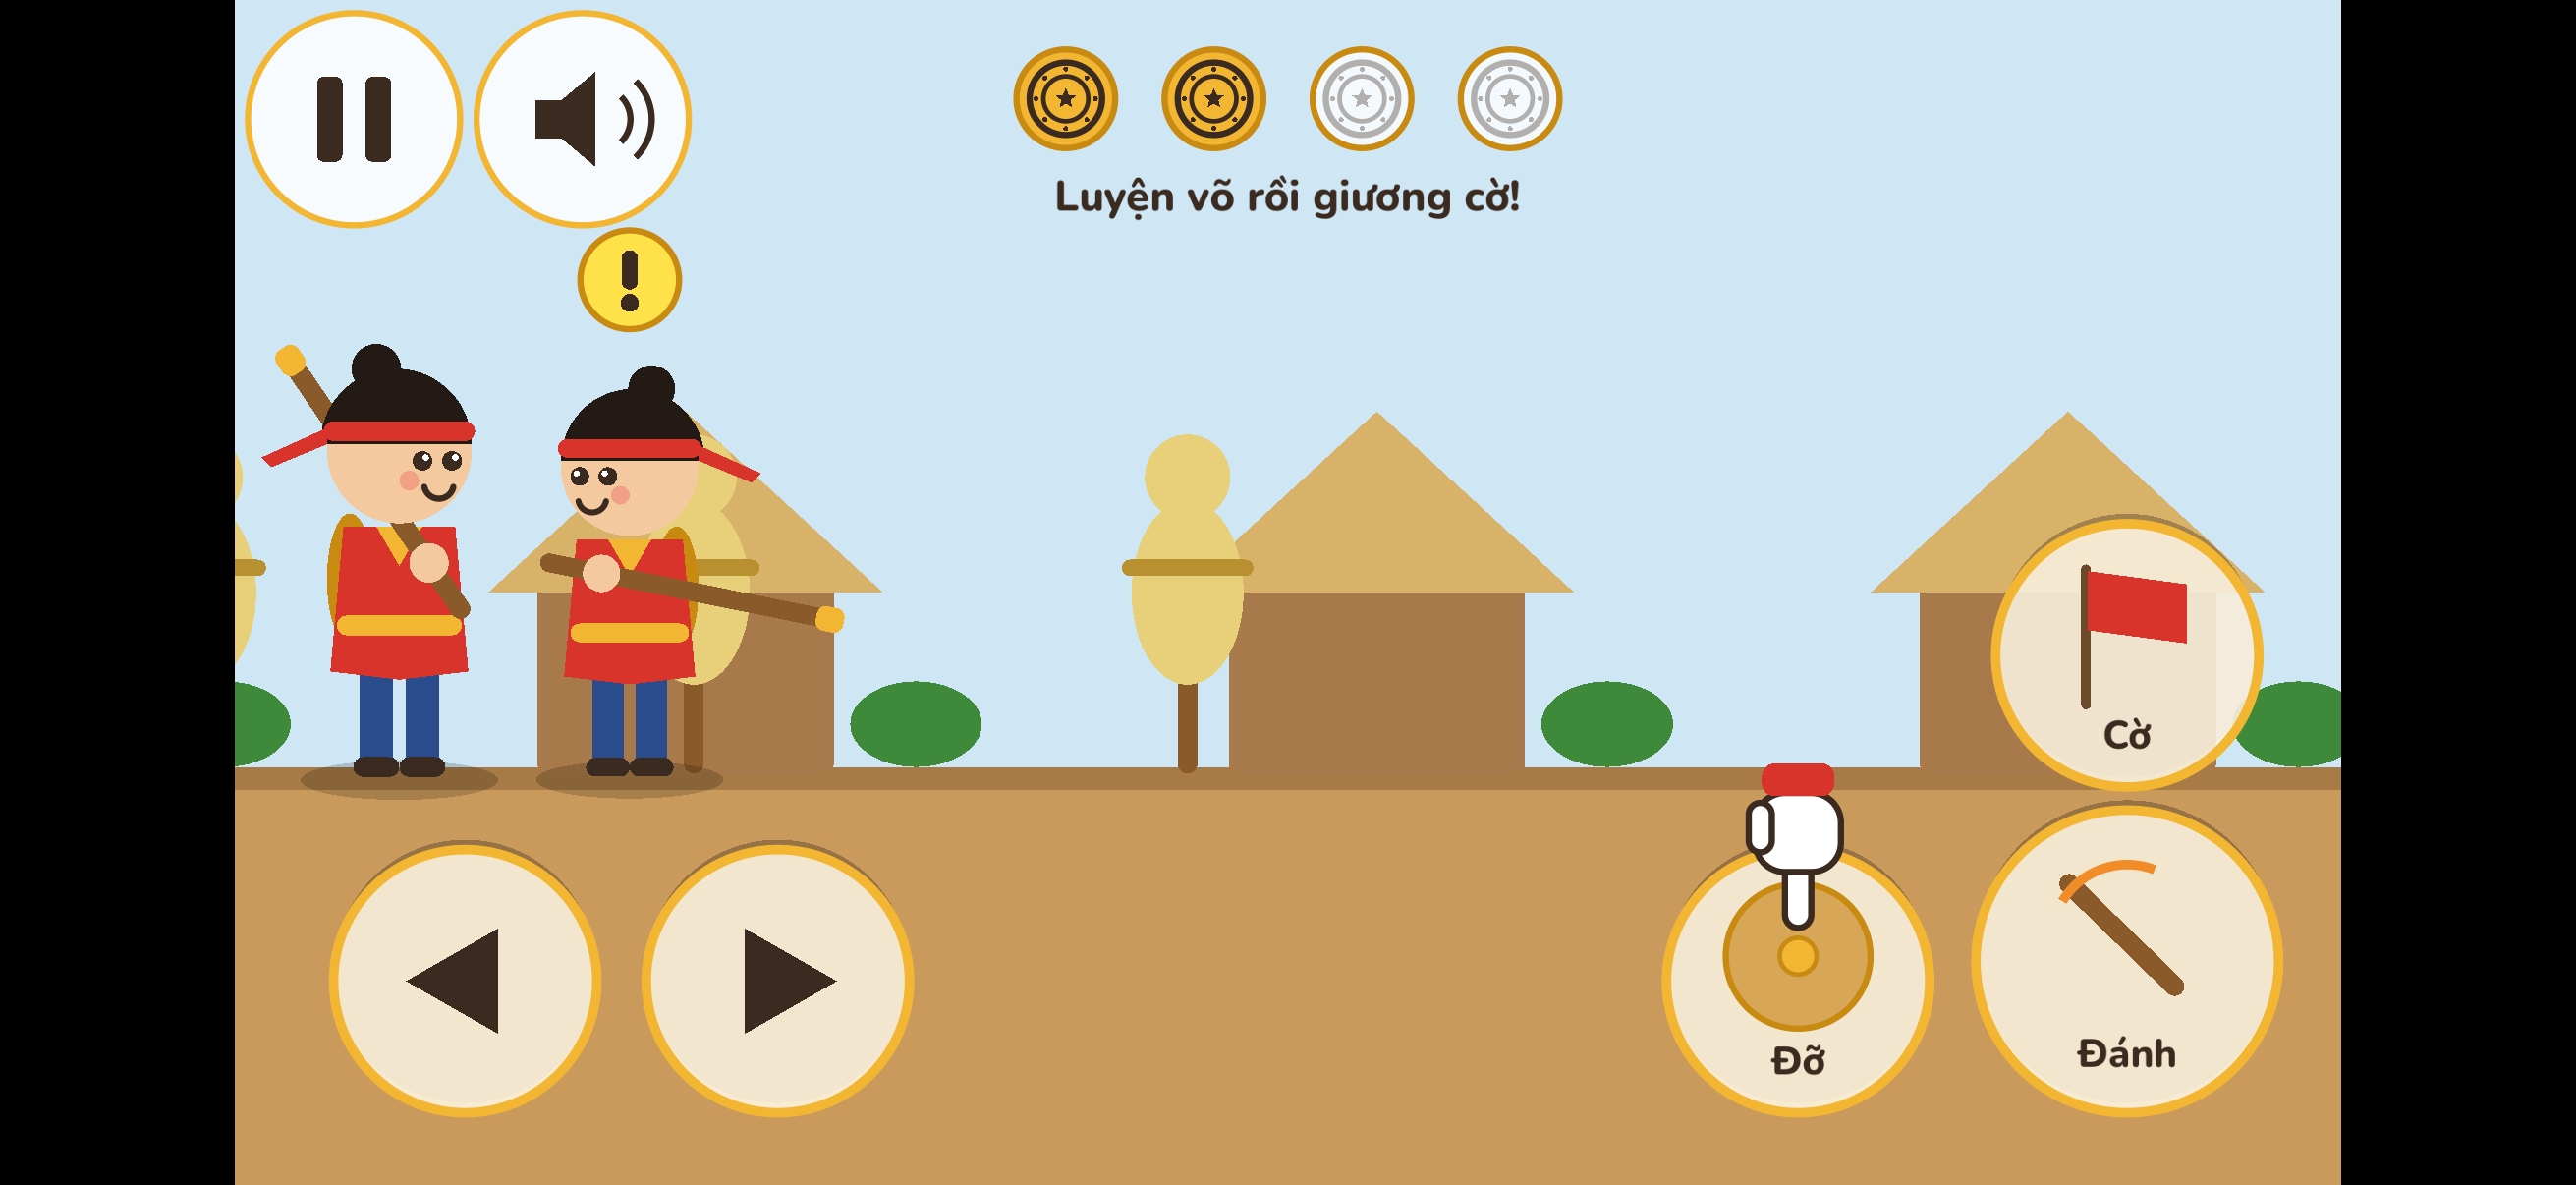 Luyện võ rồi giương cờ!
Cờ
Đỡ
Đánh